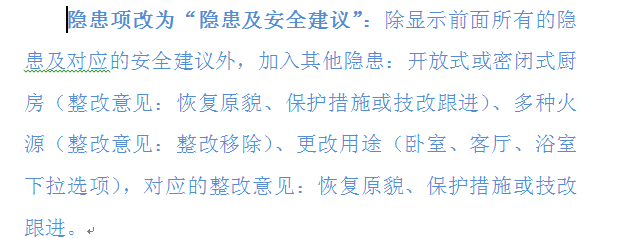 隐患项改为“隐患及安全建议”：除显示前面所有的隐
患及对应的安全建议外，加入其他隐患：开放式或密闭式厨
房（整改意见：恢复原貌、保护措施或技改跟进）、多种火
源（整改意见：整改移除）、更改用途（卧室、客厅、浴室
下拉选项），对应的整改意见：恢复原貌、保护措施或技改
跟进。